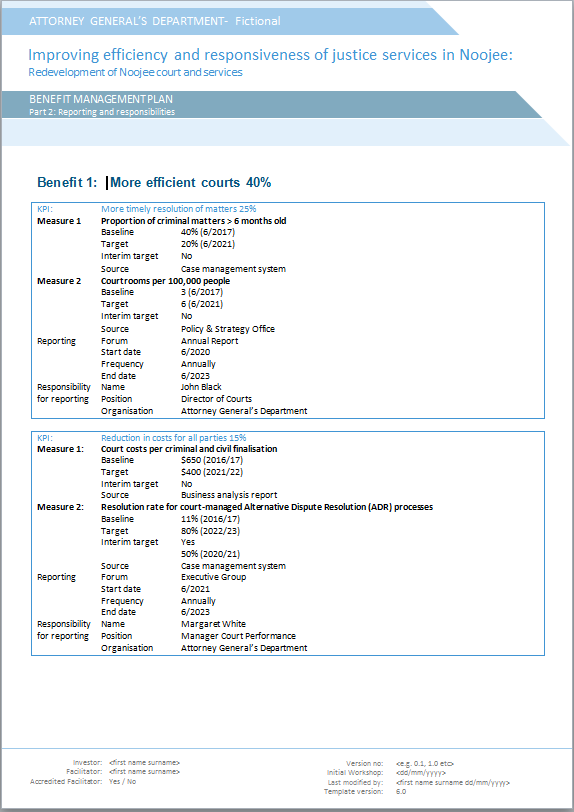 ATTORNEY GENERAL'S DEPARTMENT- Fictional
Improving efficiency and responsiveness of justice services in Noojee:
Redevelopment of Noojee court and services
BENEFIT MANAGEMENT PLAN
Part 2: Reporting and responsibilities
Benefit 1: More efficient courts 40%
KPI: More timely resolution of matters 25%
Measure 1 Proportion of criminal matters > 6 months old
Baseline 40% (6/2017)
Target 20% (6/2021)
Interim target No
Source Case management system
Measure 2 Courtrooms per 100,000 people
Baseline 3 (6/2017)
Target 6 (6/2021)
Interim target No
Source Policy & Strategy Office
Reporting Forum Annual Report
Start date 6/2020
Frequency Annually
End date 6/2023
Responsibility Name John Black
for reporting Position Director of Courts
Organisation Attorney General's Department
KPI: Reduction in costs for all parties 15%
Measure 1: Court costs per criminal and civil finalisation
Baseline $650 (2016/17)
Target $400 (2021/22)
Interim target No
Source Business analysis report
Measure 2: Resolution rate for court-managed Alternative Dispute Resolution (ADR) processes
Baseline 11% (2016/17)
Target 80% (2022/23)
Interim target Yes
50% (2020/21)
Source Case management system
Reporting Forum Executive Group
Start date 6/2021
Frequency Annually
End date 6/2023
Responsibility Name Margaret White
for reporting Position Manager Court Performance
Organisation Attorney General's Department
Investor: <first name surname> Version no: <e.g. 0.1, 1.0 etc>
Facilitator: <first name surname> Initial Workshop: <dd/mm/yyyy>
Accredited Facilitator: Yes / No Last modified by: <first name surname dd/mm/yyyy>
Template version: 6.0